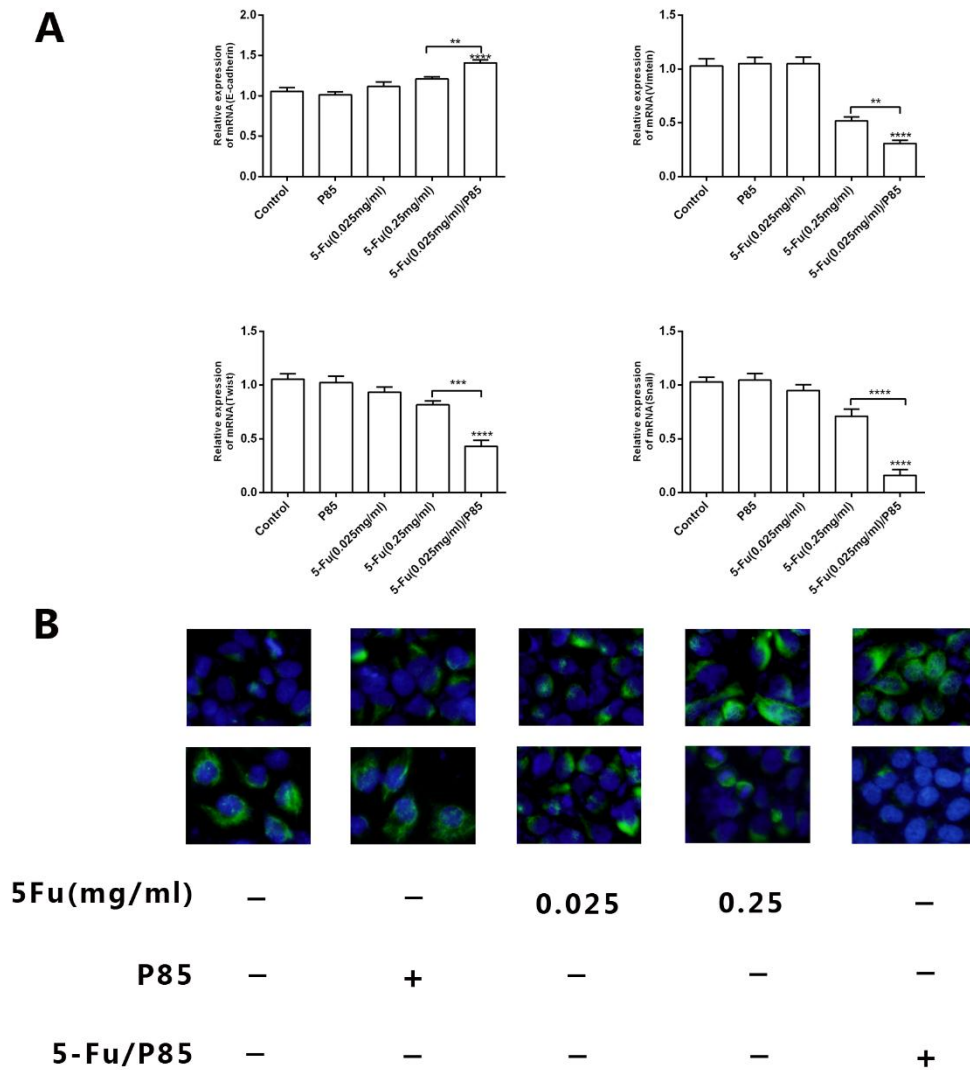 A
Relative expression
of mRNA(E-cadherin)
2.0
1.5
1.0
0.5
0.0
**
****
Control
P85
5-Fu(0.025mg/ml)
5-Fu(0.25mg/ml)
5-Fu(0.025mg/ml)/P85
Relative expression
of mRNA(Vimtein)
1.5
1.0
0.5
0.0
**
****
Control
P85
5-Fu(0.025mg/ml)
5-Fu(0.25mg/ml)
5-Fu(0.025mg/ml)/P85
Relative expression
of mRNA(Twist)
1.5
1.0
0.5
0.0
***
****
Control
P85
5-Fu(0.025mg/ml)
5-Fu(0.25mg/ml)
5-Fu(0.025mg/ml)/P85
Relative expression
of mRNA(Snail)
1.5
1.0
0.5
0.0
****
****
Control
P85
5-Fu(0.025mg/ml)
5-Fu(0.25mg/ml)
5-Fu(0.025mg/ml)/P85
B
5Fu(mg/ml) – – 0.025 0.25 –
P85 – + – – –
5-Fu/P85 – – – – +